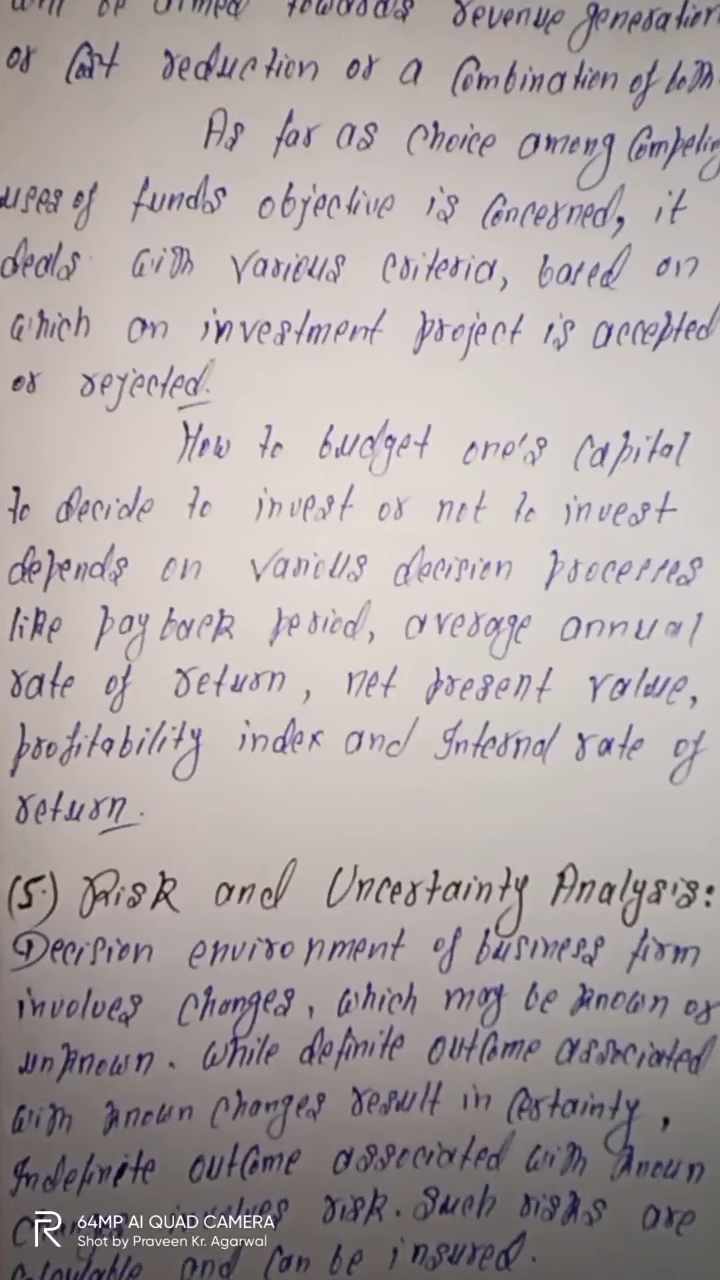 will be aimed towards revenue generation
or Cost reduction or a Combination of both
As far as choice among Competing
uses of funds objective is Concerned, it
deals with various criteria, based on
which an investment project is accepted
or rejected.
How to budget one's capital
to decide to invest or not to invest
depends on various decision processes
like payback period, average annual
rate of return, net present value,
profitability index and Internal rate of
return.
(5.) Risk and Uncertainty Analysis:
Decision environment of business firm
involves changes, which may be known or
unknown. While definite outcome associated
with known changes result in Certainty,
Indefinite outcome associated with known
involves risk. Such risks are
and can be insured.
64MP AI QUAD CAMERA
Shot by Praveen Kr. Agarwal